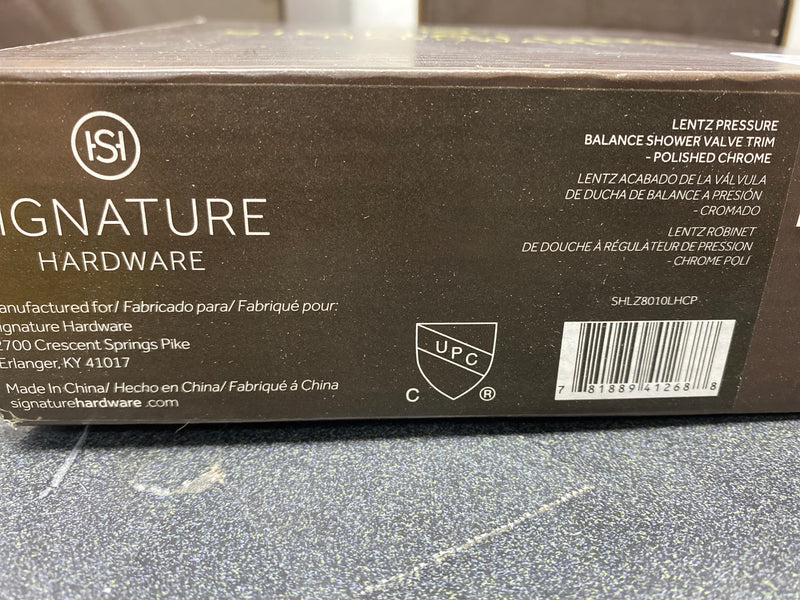 HS
IGNATURE
HARDWARE
anufactured for/ Fabricado para/ Fabriqué pour:
ignature Hardware
2700 Crescent Springs Pike
Erlanger, KY 41017
Made In China/ Hecho en China/ Fabriqué á China
signaturehardware.com
UPC
C ®
LENTZ PRESSURE
BALANCE SHOWER VALVE TRIM
- POLISHED CHROME
LENTZ ACABADO DE LA VÁLVULA
DE DUCHA DE BALANCE A PRESIÓN
- CROMADO
LENTZ ROBINET
DE DOUCHE À RÉGULATEUR DE PRESSION
- CHROME POLI
SHLZ8010LHCP
7 81889 41268 8